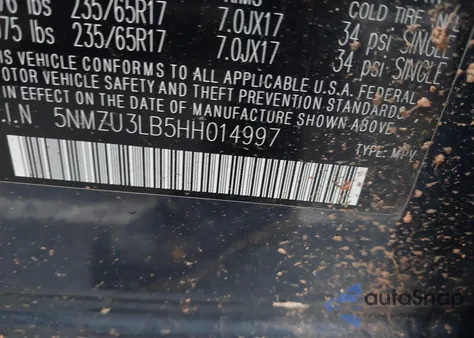 lbs 235/65R17 7.0JX17 34 psi SINGLE
COLD TIRE
75 lbs 235/65R17 7.0JX17 34 psi SINGLE
VEHICLE CONFORMS TO ALL APPLICABLE U.S.A. FEDERAL
MOTOR VEHICLE SAFETY AND THEFT PREVENTION STANDARDS
IN EFFECT ON THE DATE OF MANUFACTURE SHOWN ABOVE
I.N 5NMZU3LB5HH014997 TYPE: MPV
autoSnap